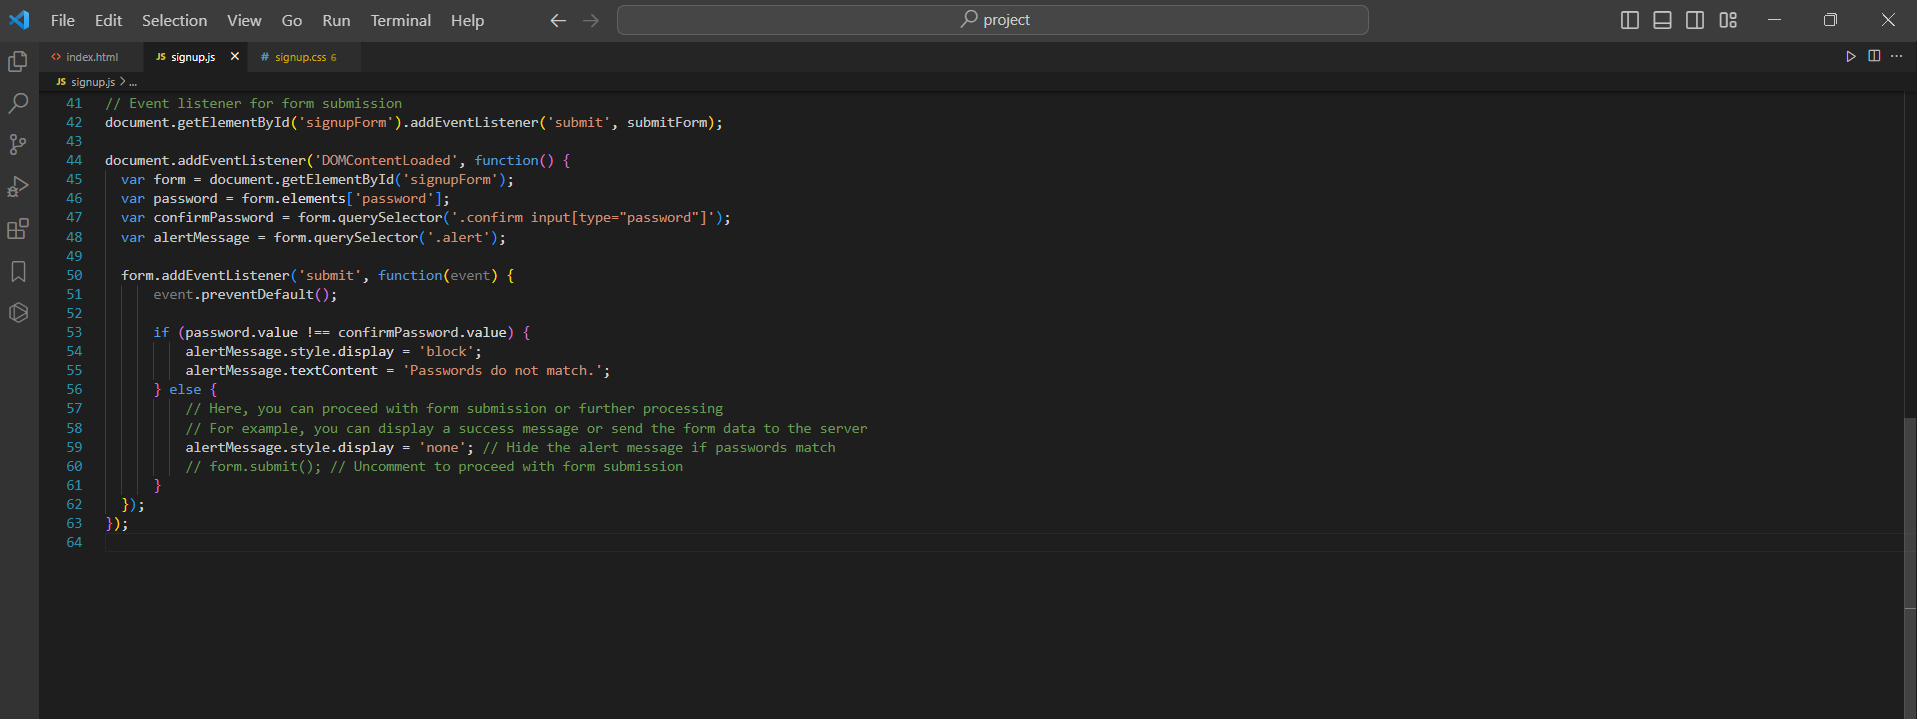 File Edit Selection View Go Run Terminal Help project
index.html JS signup.js # signup.css 6
JS signup.js > ...
41 // Event listener for form submission
42 document.getElementById('signupForm').addEventListener('submit', submitForm);
43
44 document.addEventListener('DOMContentLoaded', function() {
45 var form = document.getElementById('signupForm');
46 var password = form.elements['password'];
47 var confirmPassword = form.querySelector('.confirm input[type="password"]');
48 var alertMessage = form.querySelector('.alert');
49
50 form.addEventListener('submit', function(event) {
51 event.preventDefault();
52
53 if (password.value !== confirmPassword.value) {
54 alertMessage.style.display = 'block';
55 alertMessage.textContent = 'Passwords do not match.';
56 } else {
57 // Here, you can proceed with form submission or further processing
58 // For example, you can display a success message or send the form data to the server
59 alertMessage.style.display = 'none'; // Hide the alert message if passwords match
60 // form.submit(); // Uncomment to proceed with form submission
61 }
62 });
63 });
64